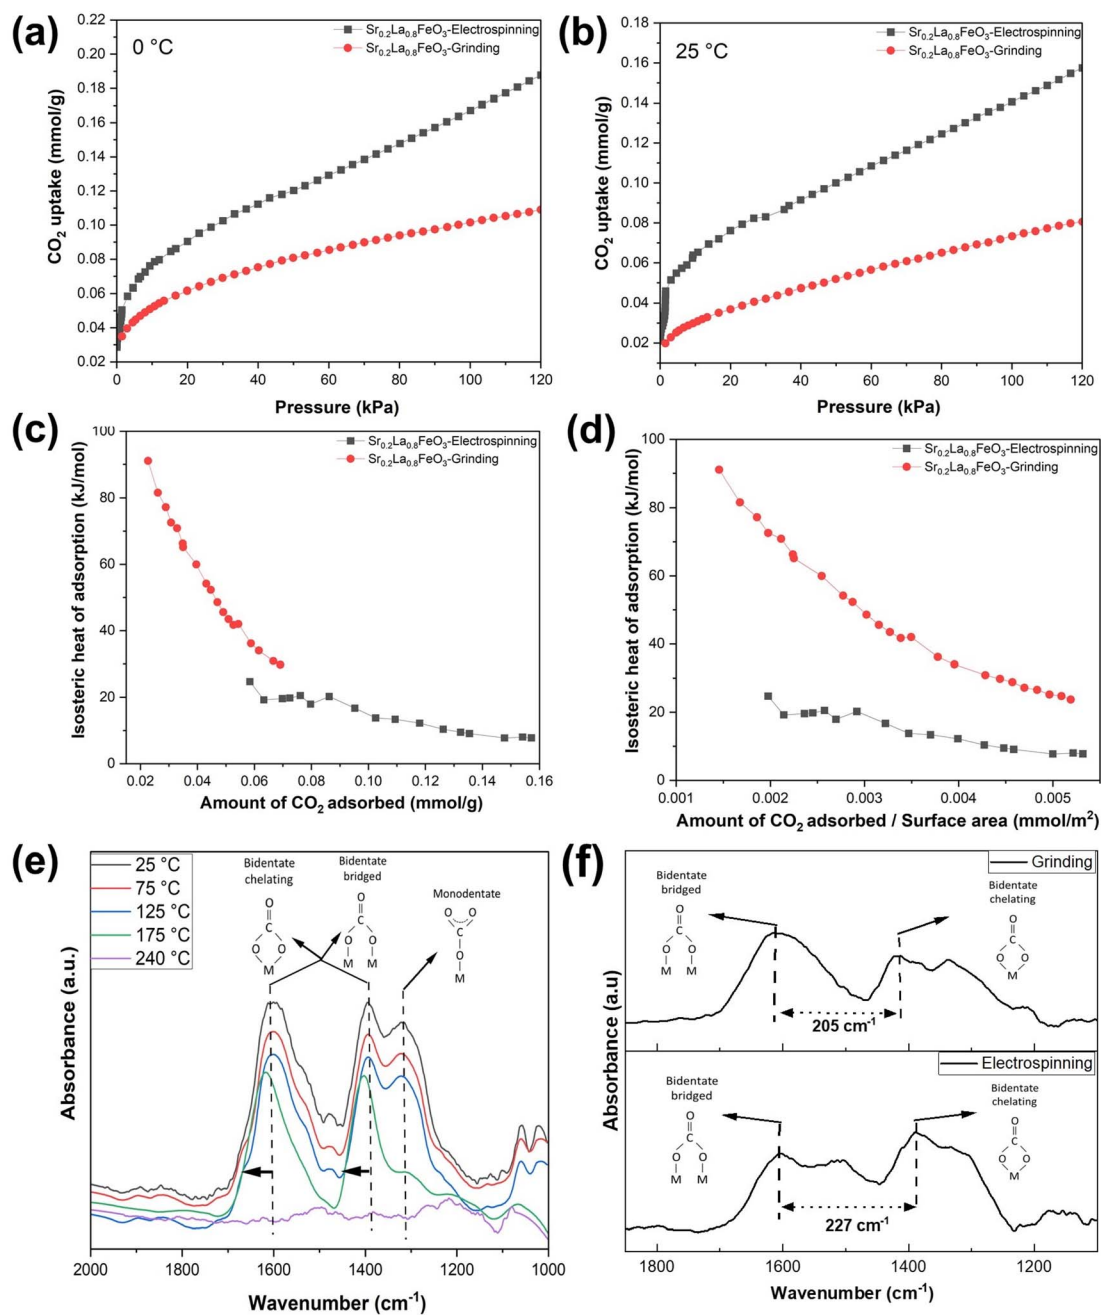 (a)
0 °C
Sr0.2La0.8FeO3-Electrospinning
Sr0.2La0.8FeO3-Grinding
CO2 uptake (mmol/g)
0.22
0.20
0.18
0.16
0.14
0.12
0.10
0.08
0.06
0.04
0.02
0 20 40 60 80 100 120
Pressure (kPa)
(b)
25 °C
Sr0.2La0.8FeO3-Electrospinning
Sr0.2La0.8FeO3-Grinding
CO2 uptake (mmol/g)
0.18
0.16
0.14
0.12
0.10
0.08
0.06
0.04
0.02
0 20 40 60 80 100 120
Pressure (kPa)
(c)
Sr0.2La0.8FeO3-Electrospinning
Sr0.2La0.8FeO3-Grinding
Isosteric heat of adsorption (kJ/mol)
100
80
60
40
20
0
0.02 0.04 0.06 0.08 0.10 0.12 0.14 0.16
Amount of CO2 adsorbed (mmol/g)
(d)
Sr0.2La0.8FeO3-Electrospinning
Sr0.2La0.8FeO3-Grinding
Isosteric heat of adsorption (kJ/mol)
100
80
60
40
20
0
0.001 0.002 0.003 0.004 0.005
Amount of CO2 adsorbed / Surface area (mmol/m2)
(e)
25 °C
75 °C
125 °C
175 °C
240 °C
Bidentate
chelating
O
C
O O
M
Bidentate
bridged
O
C
O O
M M
Monodentate
O O
C
O
M
Absorbance (a.u.)
2000 1800 1600 1400 1200 1000
Wavenumber (cm-1)
(f)
Grinding
Bidentate
bridged
O
C
O O
M M
Bidentate
chelating
O
C
O O
M
205 cm-1
Electrospinning
Bidentate
bridged
O
C
O O
M M
Bidentate
chelating
O
C
O O
M
227 cm-1
Absorbance (a.u)
1800 1600 1400 1200
Wavenumber (cm-1)